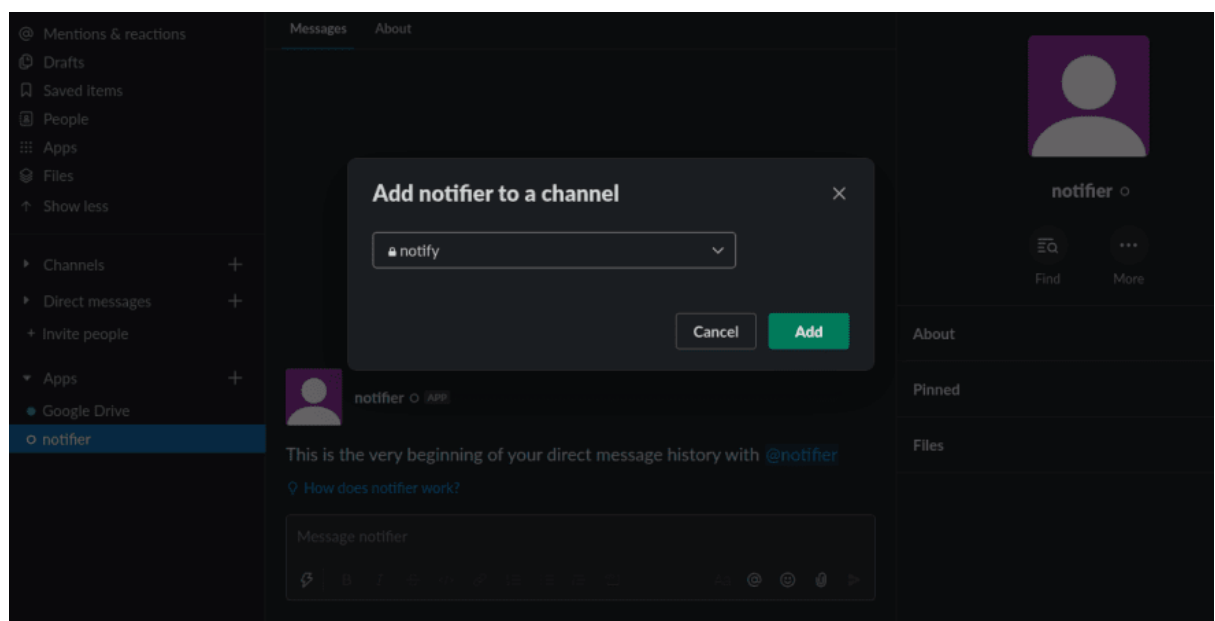 Mentions & reactions
Drafts
Saved items
People
Apps
Files
Show less
Channels
Direct messages
Invite people
Apps
Google Drive
notifier
Messages About
Add notifier to a channel
notify
Cancel Add
notifier APP
This is the very beginning of your direct message history with @notifier
How does notifier work?
Message notifier
notifier
Find More
About
Pinned
Files